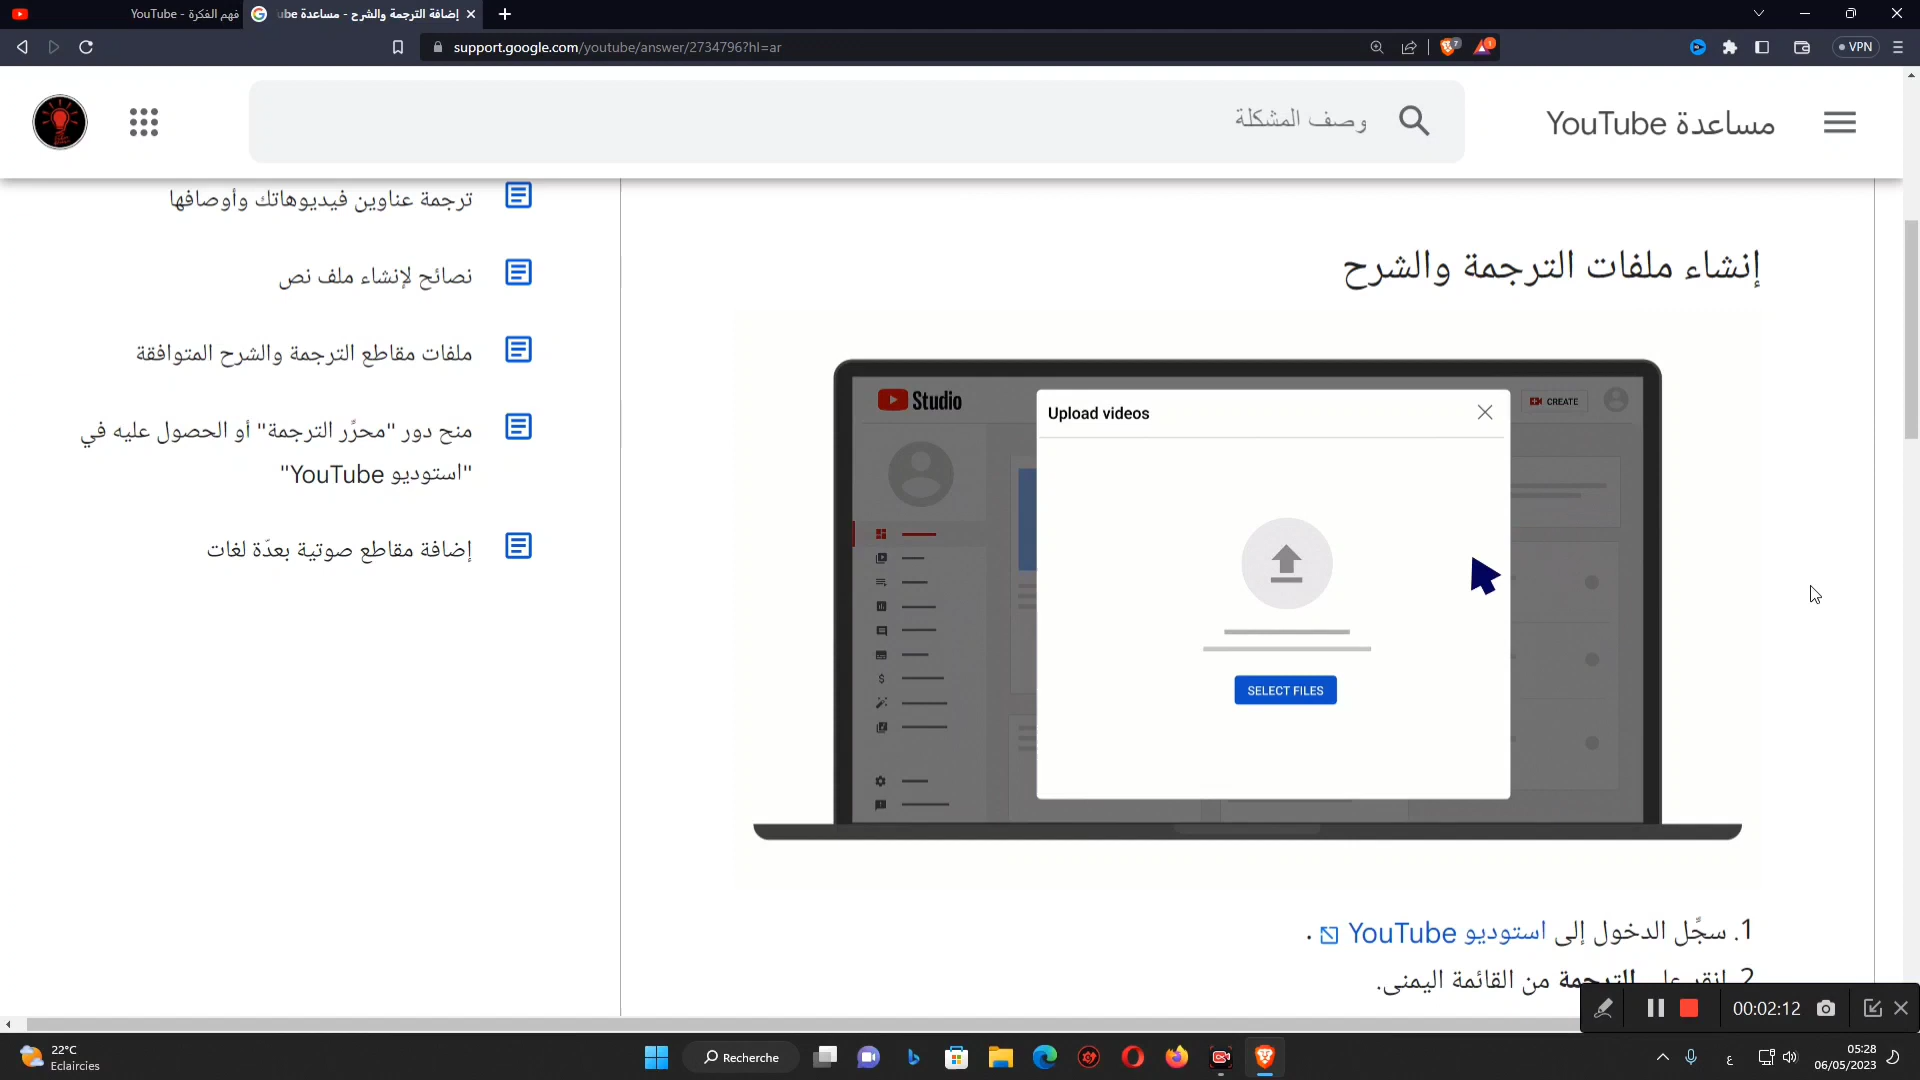 فهم الفكرة - YouTube
إضافة الترجمة والشرح - مساعدة ube
support.google.com/youtube/answer/2734796?hl=ar
VPN
مساعدة YouTube
وصف المشكلة
إنشاء ملفات الترجمة والشرح
Studio
CREATE
Upload videos
SELECT FILES
1. سجِّل الدخول إلى استوديو YouTube .
2. انقر على الترجمة من القائمة اليمنى.
ترجمة عناوين فيديوهاتك وأوصافها
نصائح لإنشاء ملف نص
ملفات مقاطع الترجمة والشرح المتوافقة
منح دور "محرِّر الترجمة" أو الحصول عليه في
"استوديو YouTube"
إضافة مقاطع صوتية بعدّة لغات
00:02:12
22°C
Eclaircies
Recherche
ع
05:28
06/05/2023